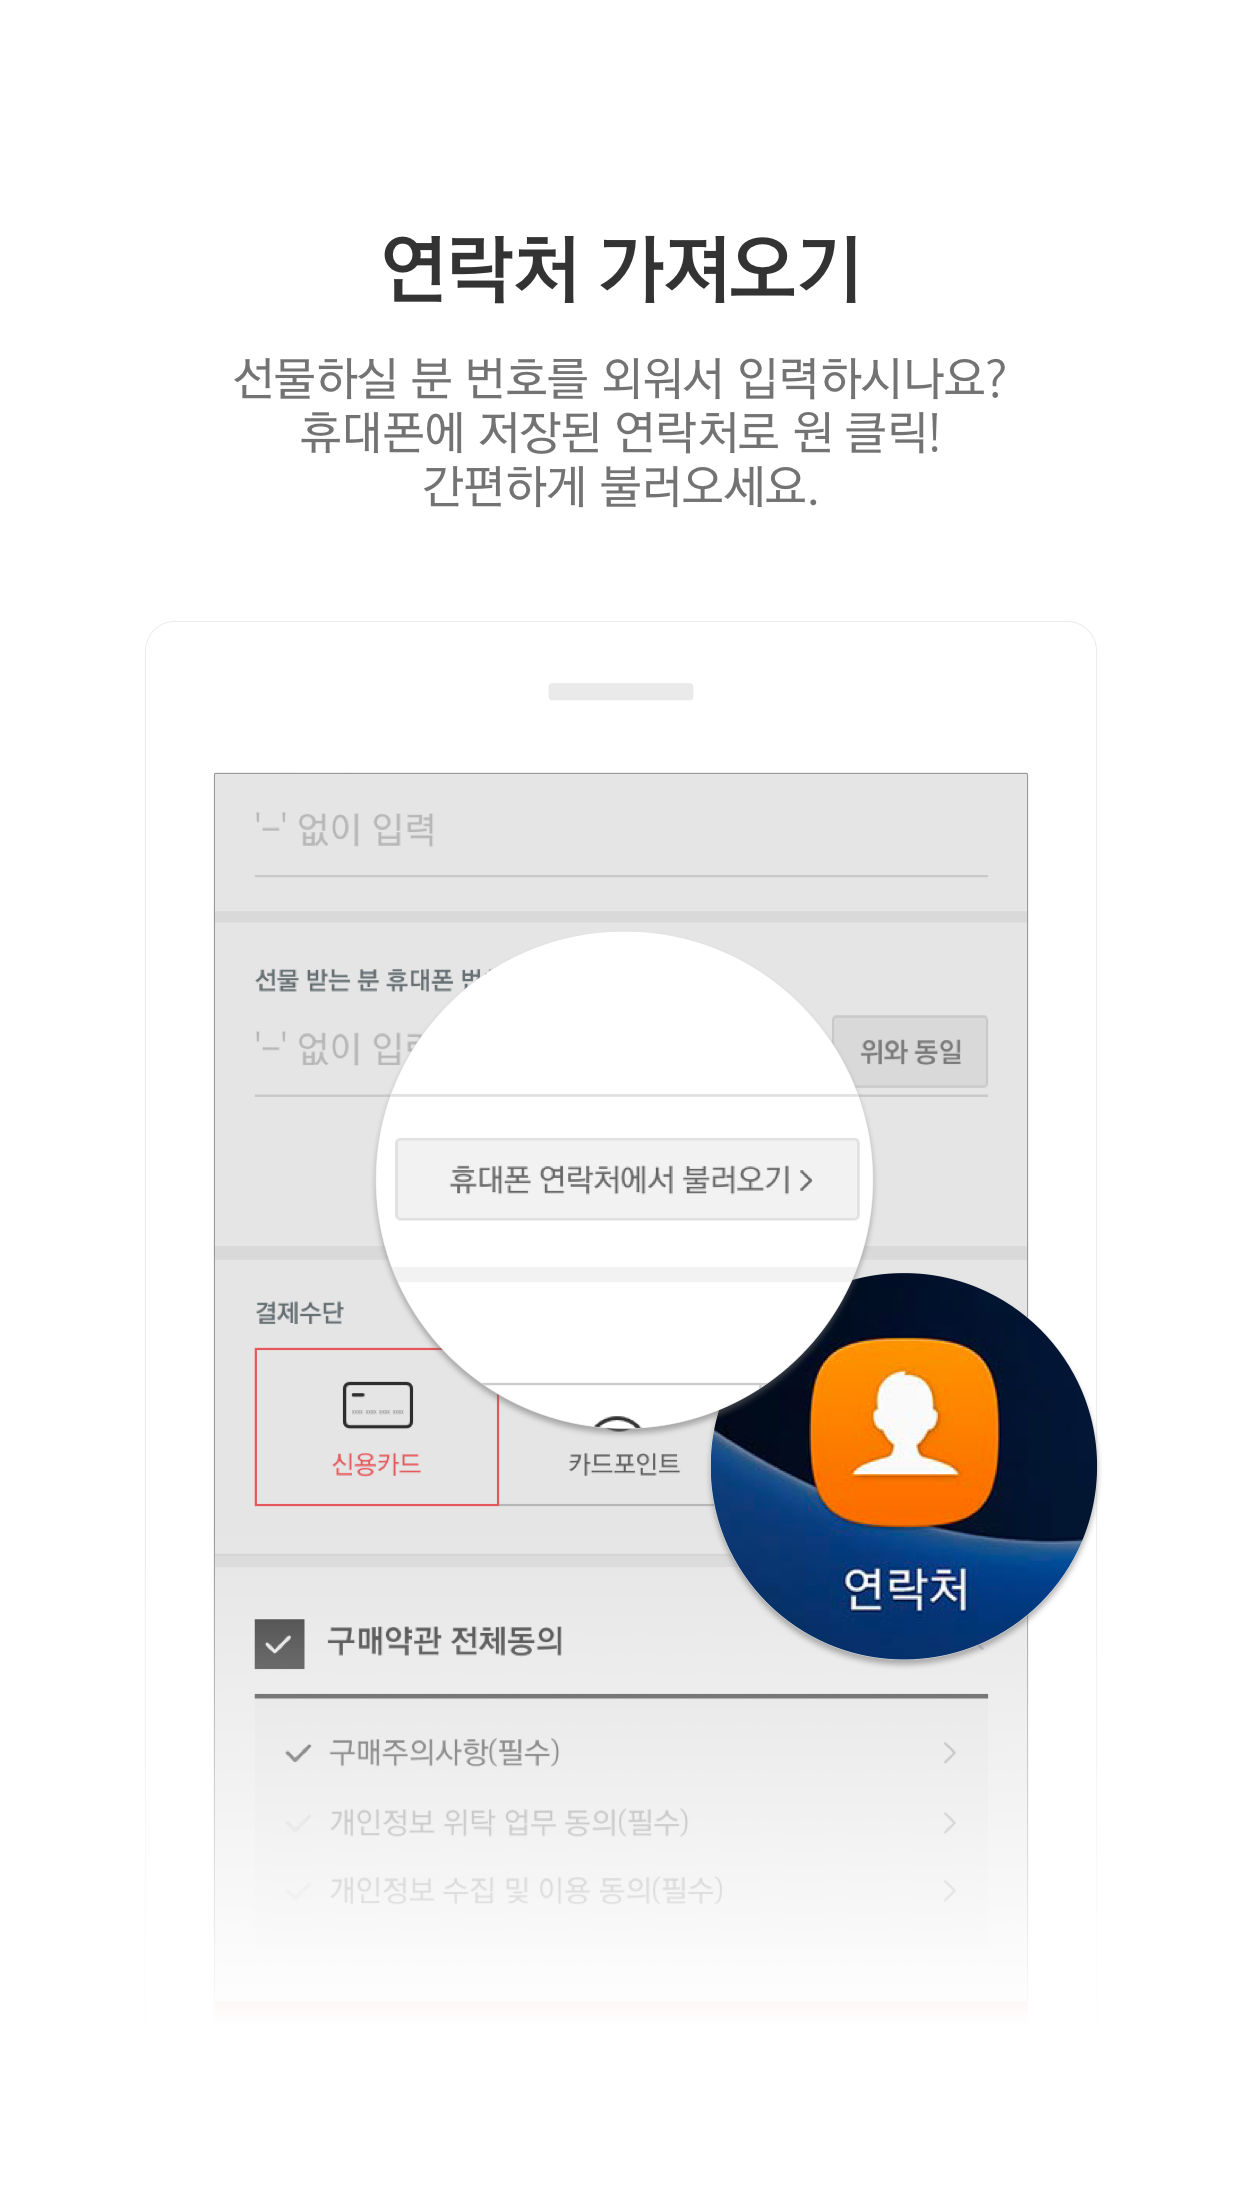 연락처 가져오기
선물하실 분 번호를 외워서 입력하시나요?
휴대폰에 저장된 연락처로 원 클릭!
간편하게 불러오세요.
'-' 없이 입력
선물 받는 분 휴대폰
'-' 없이
위와 동일
휴대폰 연락처에서 불러오기 >
결제수단
신용카드
카드포인트
연락처
구매약관 전체동의
구매주의사항(필수)
개인정보 위탁 업무 동의(필수)
개인정보 수집 및 이용 동의(필수)